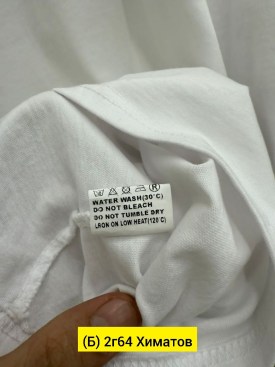 WATER WASH(30°C)
DO NOT BLEACH
DO NOT TUMBLE DRY
LRON ON LOW HEAT(120°C)
(Б) 2г64 Химатов